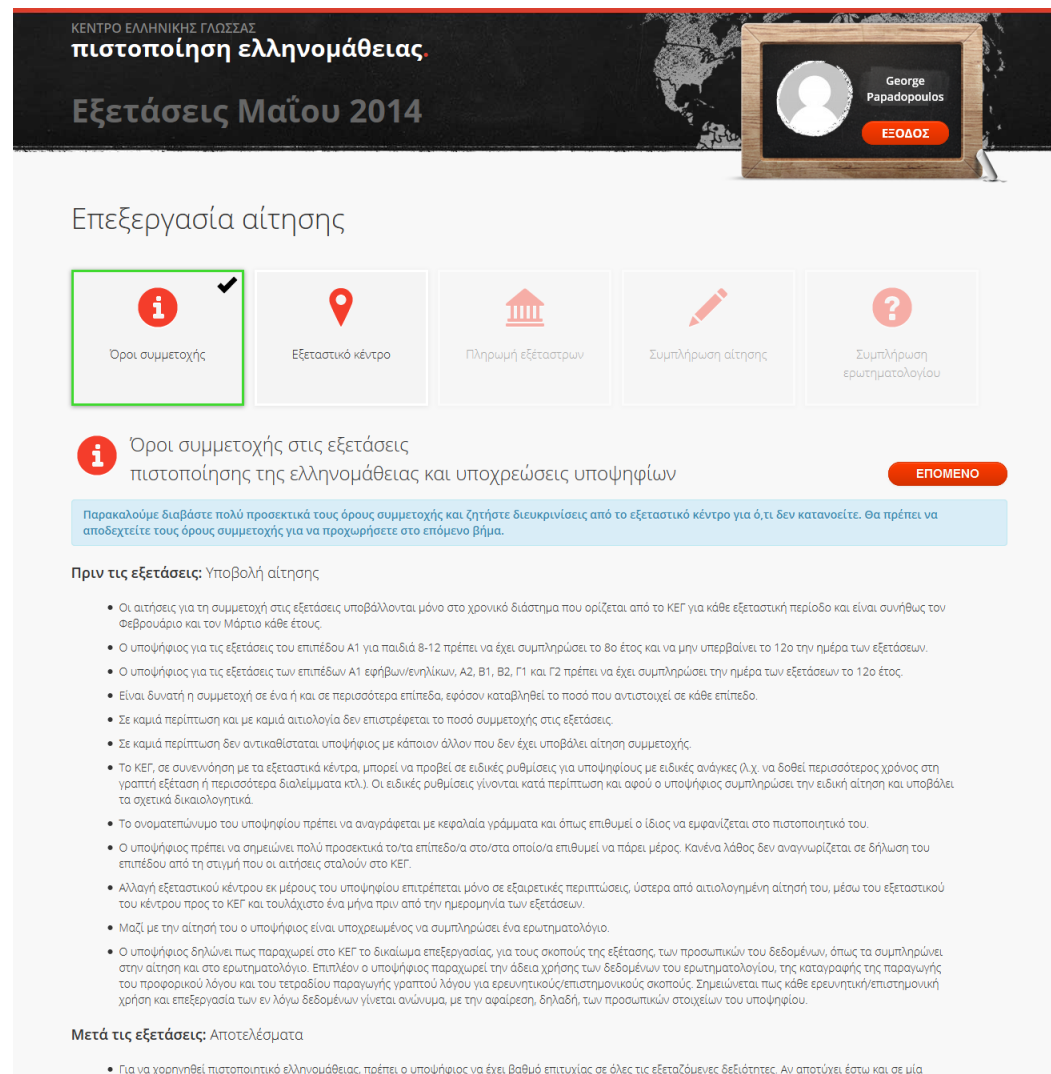 ΚΕΝΤΡΟ ΕΛΛΗΝΙΚΗΣ ΓΛΩΣΣΑΣ
πιστοποίηση ελληνομάθειας.
Εξετάσεις Μαΐου 2014
George
Papadopoulos
ΕΞΟΔΟΣ
Επεξεργασία αίτησης
Όροι συμμετοχής
Εξεταστικό κέντρο
Πληρωμή εξέταστρων
Συμπλήρωση αίτησης
Συμπλήρωση
ερωτηματολογίου
Όροι συμμετοχής στις εξετάσεις
πιστοποίησης της ελληνομάθειας και υποχρεώσεις υποψηφίων
ΕΠΟΜΕΝΟ
Παρακαλούμε διαβάστε πολύ προσεκτικά τους όρους συμμετοχής και ζητήστε διευκρινίσεις από το εξεταστικό κέντρο για ό,τι δεν κατανοείτε. Θα πρέπει να
αποδεχτείτε τους όρους συμμετοχής για να προχωρήσετε στο επόμενο βήμα.
Πριν τις εξετάσεις: Υποβολή αίτησης
• Οι αιτήσεις για τη συμμετοχή στις εξετάσεις υποβάλλονται μόνο στο χρονικό διάστημα που ορίζεται από το ΚΕΓ για κάθε εξεταστική περίοδο και είναι συνήθως τον
Φεβρουάριο και τον Μάρτιο κάθε έτους.
• Ο υποψήφιος για τις εξετάσεις του επιπέδου Α1 για παιδιά 8-12 πρέπει να έχει συμπληρώσει το 8ο έτος και να μην υπερβαίνει το 12ο την ημέρα των εξετάσεων.
• Ο υποψήφιος για τις εξετάσεις των επιπέδων Α1 εφήβων/ενηλίκων, Α2, Β1, Β2, Γ1 και Γ2 πρέπει να έχει συμπληρώσει την ημέρα των εξετάσεων το 12ο έτος.
• Είναι δυνατή η συμμετοχή σε ένα ή και σε περισσότερα επίπεδα, εφόσον καταβληθεί το ποσό που αντιστοιχεί σε κάθε επίπεδο.
• Σε καμιά περίπτωση και με καμιά αιτιολογία δεν επιστρέφεται το ποσό συμμετοχής στις εξετάσεις.
• Σε καμιά περίπτωση δεν αντικαθίσταται υποψήφιος με κάποιον άλλον που δεν έχει υποβάλει αίτηση συμμετοχής.
• Το ΚΕΓ, σε συνεννόηση με τα εξεταστικά κέντρα, μπορεί να προβεί σε ειδικές ρυθμίσεις για υποψηφίους με ειδικές ανάγκες (λ.χ. να δοθεί περισσότερος χρόνος στη
γραπτή εξέταση ή περισσότερα διαλείμματα κτλ.). Οι ειδικές ρυθμίσεις γίνονται κατά περίπτωση και αφού ο υποψήφιος συμπληρώσει την ειδική αίτηση και υποβάλει
τα σχετικά δικαιολογητικά.
• Το ονοματεπώνυμο του υποψηφίου πρέπει να αναγράφεται με κεφαλαία γράμματα και όπως επιθυμεί ο ίδιος να εμφανίζεται στο πιστοποιητικό του.
• Ο υποψήφιος πρέπει να σημειώνει πολύ προσεκτικά το/τα επίπεδο/α στο/στα οποίο/α επιθυμεί να πάρει μέρος. Κανένα λάθος δεν αναγνωρίζεται σε δήλωση του
επιπέδου από τη στιγμή που οι αιτήσεις σταλούν στο ΚΕΓ.
• Αλλαγή εξεταστικού κέντρου εκ μέρους του υποψηφίου επιτρέπεται μόνο σε εξαιρετικές περιπτώσεις, ύστερα από αιτιολογημένη αίτησή του, μέσω του εξεταστικού
του κέντρου προς το ΚΕΓ και τουλάχιστο ένα μήνα πριν από την ημερομηνία των εξετάσεων.
• Μαζί με την αίτησή του ο υποψήφιος είναι υποχρεωμένος να συμπληρώσει ένα ερωτηματολόγιο.
• Ο υποψήφιος δηλώνει πως παραχωρεί στο ΚΕΓ το δικαίωμα επεξεργασίας, για τους σκοπούς της εξέτασης, των προσωπικών του δεδομένων, όπως τα συμπληρώνει
στην αίτηση και στο ερωτηματολόγιο. Επιπλέον ο υποψήφιος παραχωρεί την άδεια χρήσης των δεδομένων του ερωτηματολογίου, της καταγραφής της παραγωγής
του προφορικού λόγου και του τετραδίου παραγωγής γραπτού λόγου για ερευνητικούς/επιστημονικούς σκοπούς. Σημειώνεται πως κάθε ερευνητική/επιστημονική
χρήση και επεξεργασία των εν λόγω δεδομένων γίνεται ανώνυμα, με την αφαίρεση, δηλαδή, των προσωπικών στοιχείων του υποψηφίου.
Μετά τις εξετάσεις: Αποτελέσματα
• Για να χορηγηθεί πιστοποιητικό ελληνομάθειας, πρέπει ο υποψήφιος να έχει βαθμό επιτυχίας σε όλες τις εξεταζόμενες δεξιότητες. Αν αποτύχει έστω και σε μία